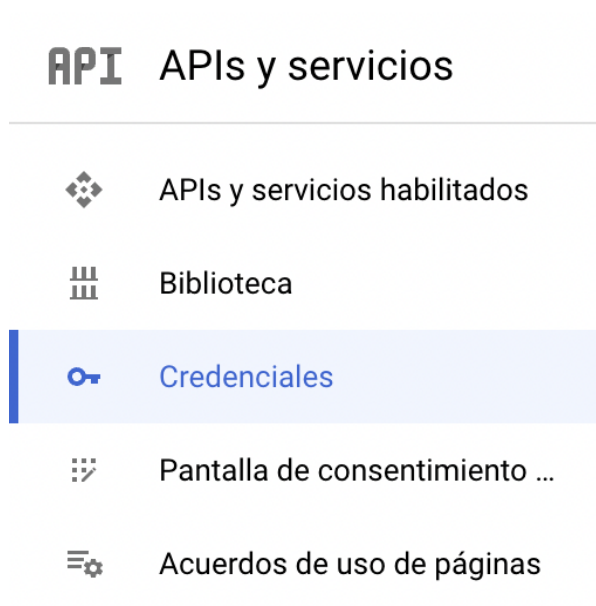 API APIs y servicios
APIs y servicios habilitados
Biblioteca
Credenciales
Pantalla de consentimiento ...
Acuerdos de uso de páginas